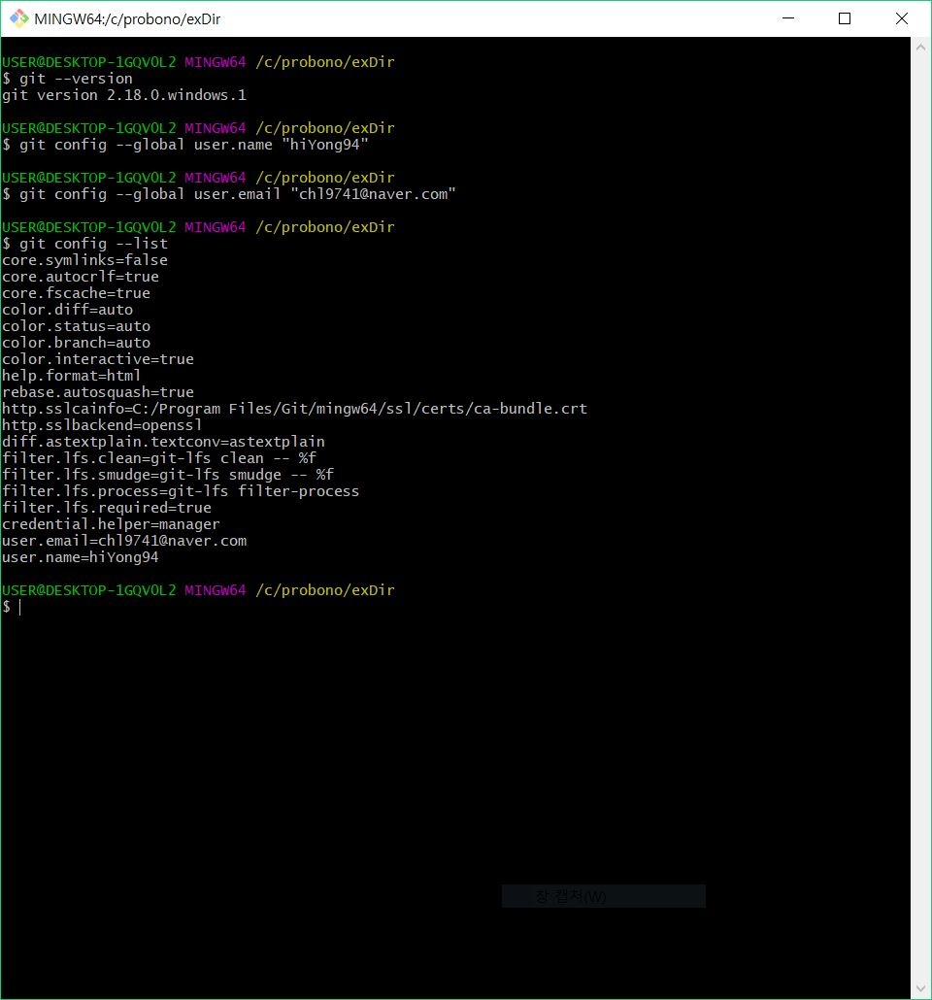 MINGW64:/c/probono/exDir
USER@DESKTOP-1GQV0L2 MINGW64 /c/probono/exDir
$ git --version
git version 2.18.0.windows.1
USER@DESKTOP-1GQV0L2 MINGW64 /c/probono/exDir
$ git config --global user.name "hiYong94"
USER@DESKTOP-1GQV0L2 MINGW64 /c/probono/exDir
$ git config --global user.email "chl9741@naver.com"
USER@DESKTOP-1GQV0L2 MINGW64 /c/probono/exDir
$ git config --list
core.symlinks=false
core.autocrlf=true
core.fscache=true
color.diff=auto
color.status=auto
color.branch=auto
color.interactive=true
help.format=html
rebase.autosquash=true
http.sslcainfo=C:/Program Files/Git/mingw64/ssl/certs/ca-bundle.crt
http.sslbackend=openssl
diff.astextplain.textconv=astextplain
filter.lfs.clean=git-lfs clean -- %f
filter.lfs.smudge=git-lfs smudge -- %f
filter.lfs.process=git-lfs filter-process
filter.lfs.required=true
credential.helper=manager
user.email=chl9741@naver.com
user.name=hiYong94
USER@DESKTOP-1GQV0L2 MINGW64 /c/probono/exDir
$
창 캡처(W)